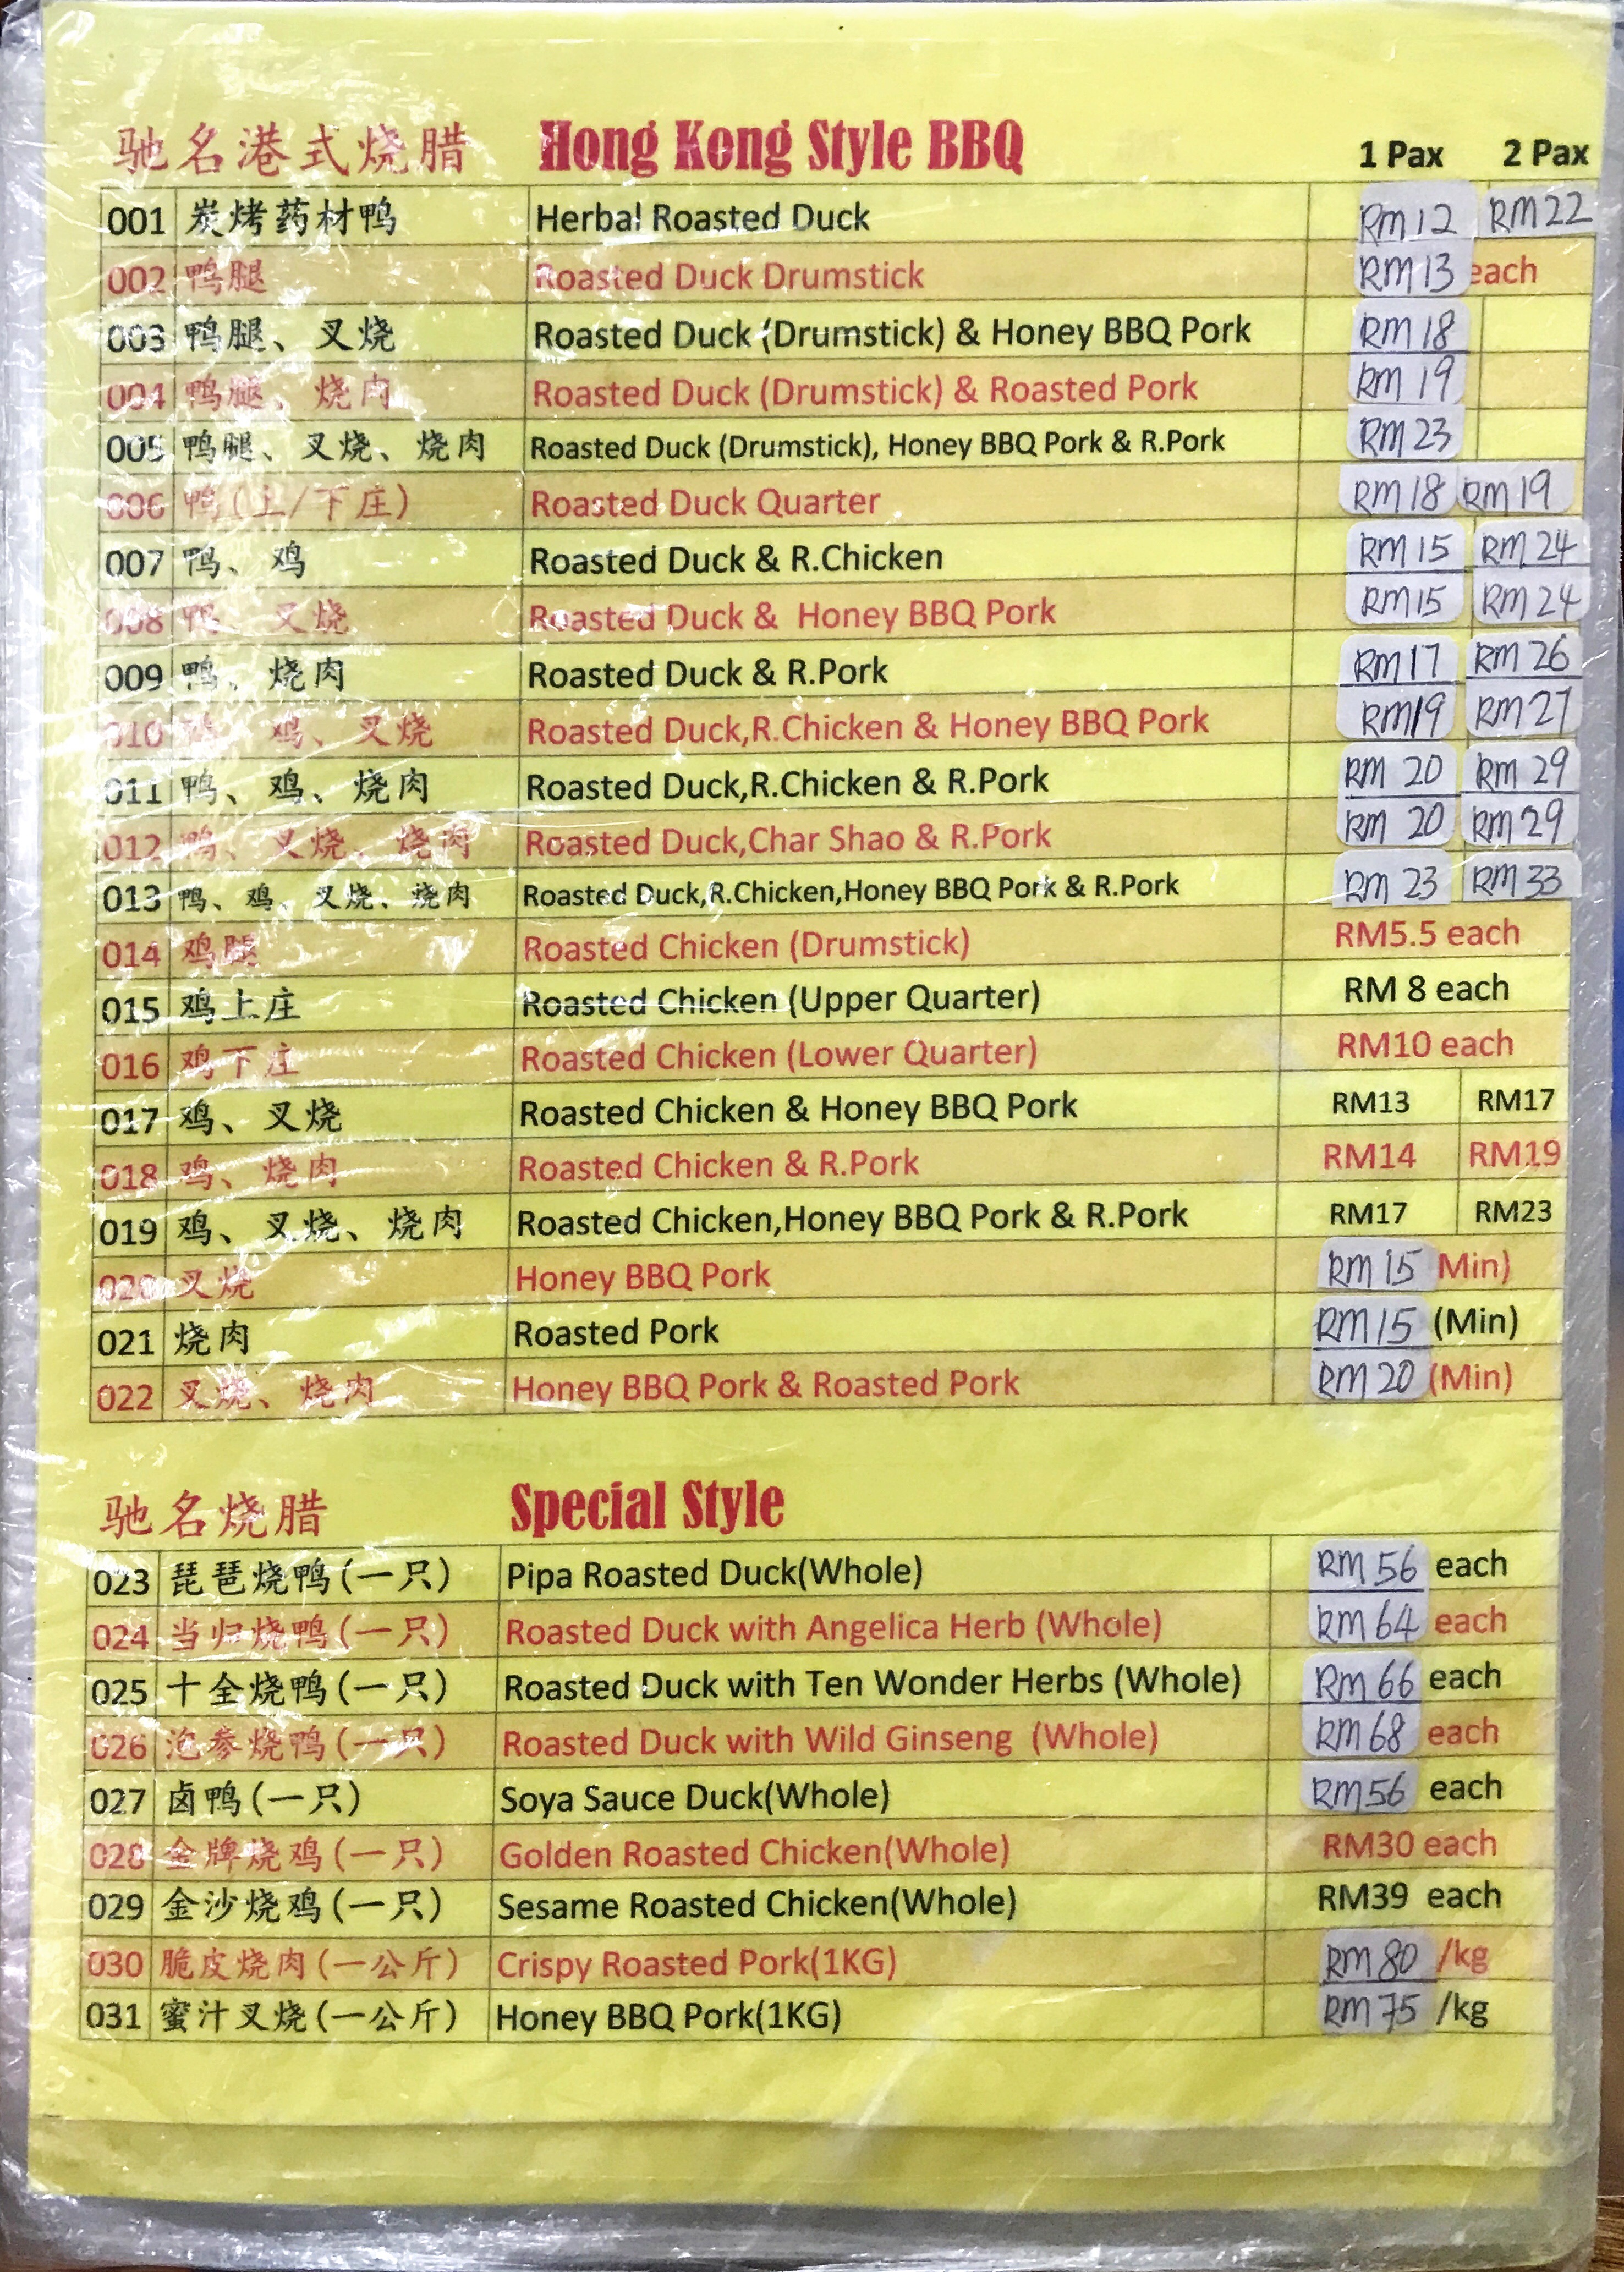 驰名港式烧腊 Hong Kong Style BBQ 1 Pax 2 Pax
001 炭烤药材鸭 Herbal Roasted Duck RM12 RM22
002 鸭腿 Roasted Duck Drumstick RM13 each
003 鸭腿、叉烧 Roasted Duck (Drumstick) & Honey BBQ Pork RM18
004 鸭腿、烧肉 Roasted Duck (Drumstick) & Roasted Pork RM 19
005 鸭腿、叉烧、烧肉 Roasted Duck (Drumstick), Honey BBQ Pork & R.Pork RM23
006 鸭(上/下庄) Roasted Duck Quarter RM18 RM19
007 鸭、鸡 Roasted Duck & R.Chicken RM15 RM24
008 鸭、叉烧 Roasted Duck & Honey BBQ Pork RM15 RM24
009 鸭、烧肉 Roasted Duck & R.Pork RM17 RM26
010 鸭、鸡、叉烧 Roasted Duck,R.Chicken & Honey BBQ Pork RM19 RM27
011 鸭、鸡、烧肉 Roasted Duck,R.Chicken & R.Pork RM 20 RM 29
012 鸭、叉烧、烧肉 Roasted Duck,Char Shao & R.Pork RM 20 RM29
013 鸭、鸡、叉烧、烧肉 Roasted Duck,R.Chicken,Honey BBQ Pork & R.Pork RM 23 RM 33
014 鸡腿 Roasted Chicken (Drumstick) RM5.5 each
015 鸡上庄 Roasted Chicken (Upper Quarter) RM 8 each
016 鸡下庄 Roasted Chicken (Lower Quarter) RM10 each
017 鸡、叉烧 Roasted Chicken & Honey BBQ Pork RM13 RM17
018 鸡、烧肉 Roasted Chicken & R.Pork RM14 RM19
019 鸡、叉烧、烧肉 Roasted Chicken,Honey BBQ Pork & R.Pork RM17 RM23
020 叉烧 Honey BBQ Pork RM15 Min)
021 烧肉 Roasted Pork RM15 (Min)
022 叉烧、烧肉 Honey BBQ Pork & Roasted Pork RM20 (Min)
驰名烧腊 Special Style
023 琵琶烧鸭(一只) Pipa Roasted Duck(Whole) RM56 each
024 当归烧鸭(一只) Roasted Duck with Angelica Herb (Whole) RM64 each
025 十全烧鸭(一只) Roasted Duck with Ten Wonder Herbs (Whole) RM66 each
026 泡参烧鸭(一只) Roasted Duck with Wild Ginseng (Whole) RM68 each
027 卤鸭(一只) Soya Sauce Duck(Whole) RM56 each
028 金牌烧鸡(一只) Golden Roasted Chicken(Whole) RM30 each
029 金沙烧鸡(一只) Sesame Roasted Chicken(Whole) RM39 each
030 脆皮烧肉(一公斤) Crispy Roasted Pork(1KG) RM80 /kg
031 蜜汁叉烧(一公斤) Honey BBQ Pork(1KG) RM75 /kg